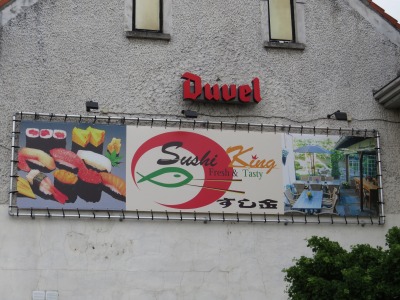 Duvel
Sushi King
Fresh & Tasty
すし金